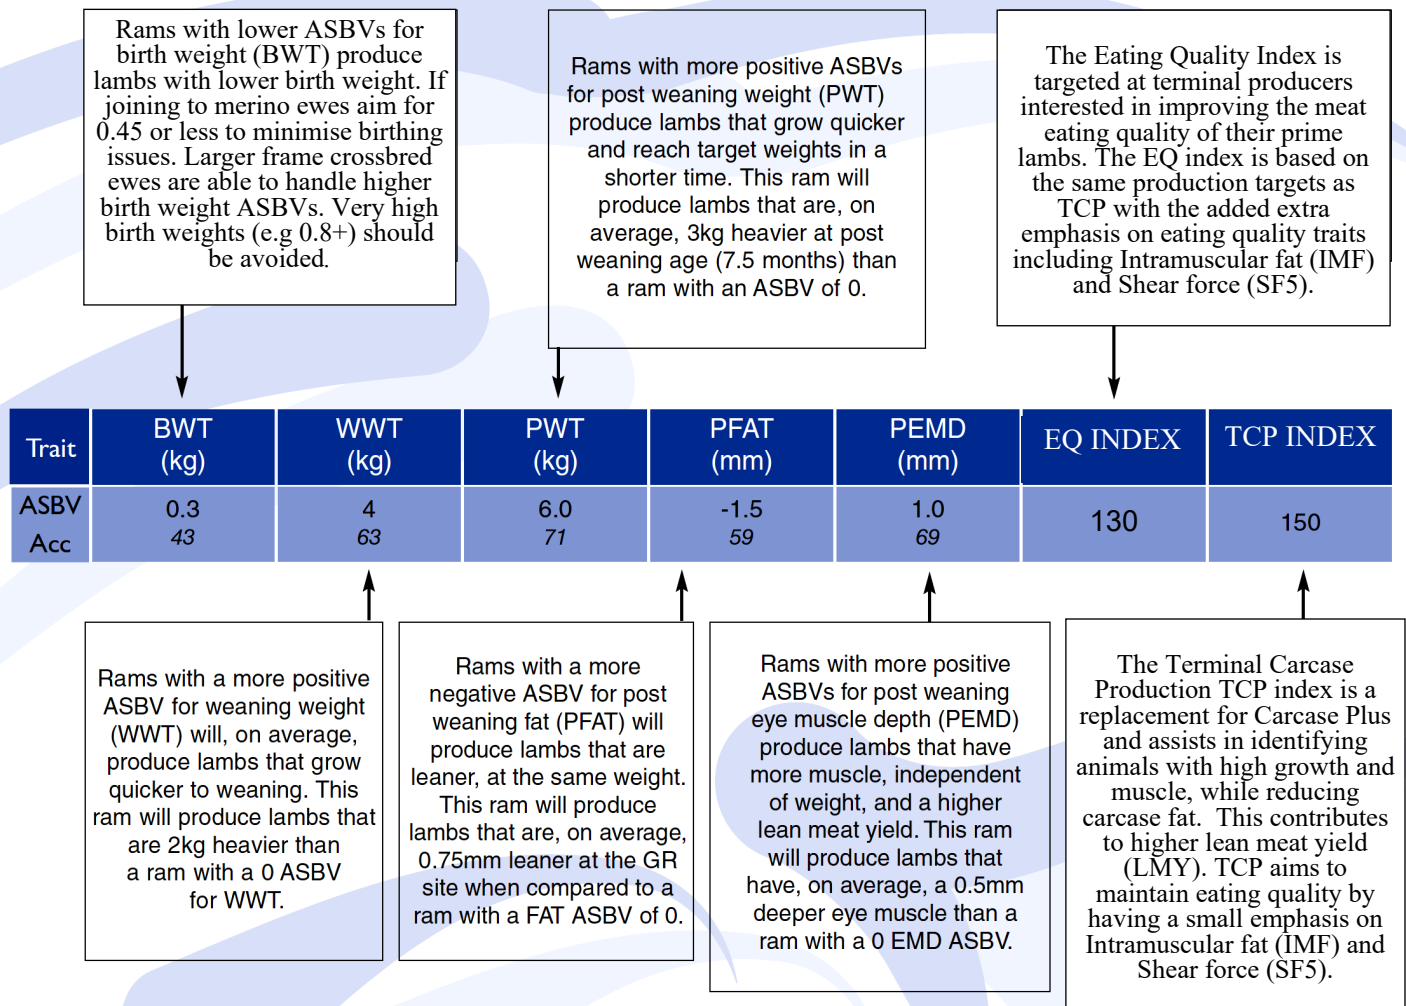 Rams with lower ASBVs for
birth weight (BWT) produce
lambs with lower birth weight. If
joining to merino ewes aim for
0.45 or less to minimise birthing
issues. Larger frame crossbred
ewes are able to handle higher
birth weight ASBVs. Very high
birth weights (e.g 0.8+) should
be avoided.
Rams with more positive ASBVs
for post weaning weight (PWT)
produce lambs that grow quicker
and reach target weights in a
shorter time. This ram will
produce lambs that are, on
average, 3kg heavier at post
weaning age (7.5 months) than
a ram with an ASBV of 0.
The Eating Quality Index is
targeted at terminal producers
interested in improving the meat
eating quality of their prime
lambs. The EQ index is based on
the same production targets as
TCP with the added extra
emphasis on eating quality traits
including Intramuscular fat (IMF)
and Shear force (SF5).
Trait BWT (kg) WWT (kg) PWT (kg) PFAT (mm) PEMD (mm) EQ INDEX TCP INDEX
ASBV 0.3 4 6.0 -1.5 1.0 130 150
Acc 43 63 71 59 69
Rams with a more positive
ASBV for weaning weight
(WWT) will, on average,
produce lambs that grow
quicker to weaning. This
ram will produce lambs that
are 2kg heavier than
a ram with a 0 ASBV
for WWT.
Rams with a more
negative ASBV for post
weaning fat (PFAT) will
produce lambs that are
leaner, at the same weight.
This ram will produce
lambs that are, on average,
0.75mm leaner at the GR
site when compared to a
ram with a FAT ASBV of 0.
Rams with more positive
ASBVs for post weaning
eye muscle depth (PEMD)
produce lambs that have
more muscle, independent
of weight, and a higher
lean meat yield. This ram
will produce lambs that
have, on average, a 0.5mm
deeper eye muscle than a
ram with a 0 EMD ASBV.
The Terminal Carcase
Production TCP index is a
replacement for Carcase Plus
and assists in identifying
animals with high growth and
muscle, while reducing
carcase fat. This contributes
to higher lean meat yield
(LMY). TCP aims to
maintain eating quality by
having a small emphasis on
Intramuscular fat (IMF) and
Shear force (SF5).